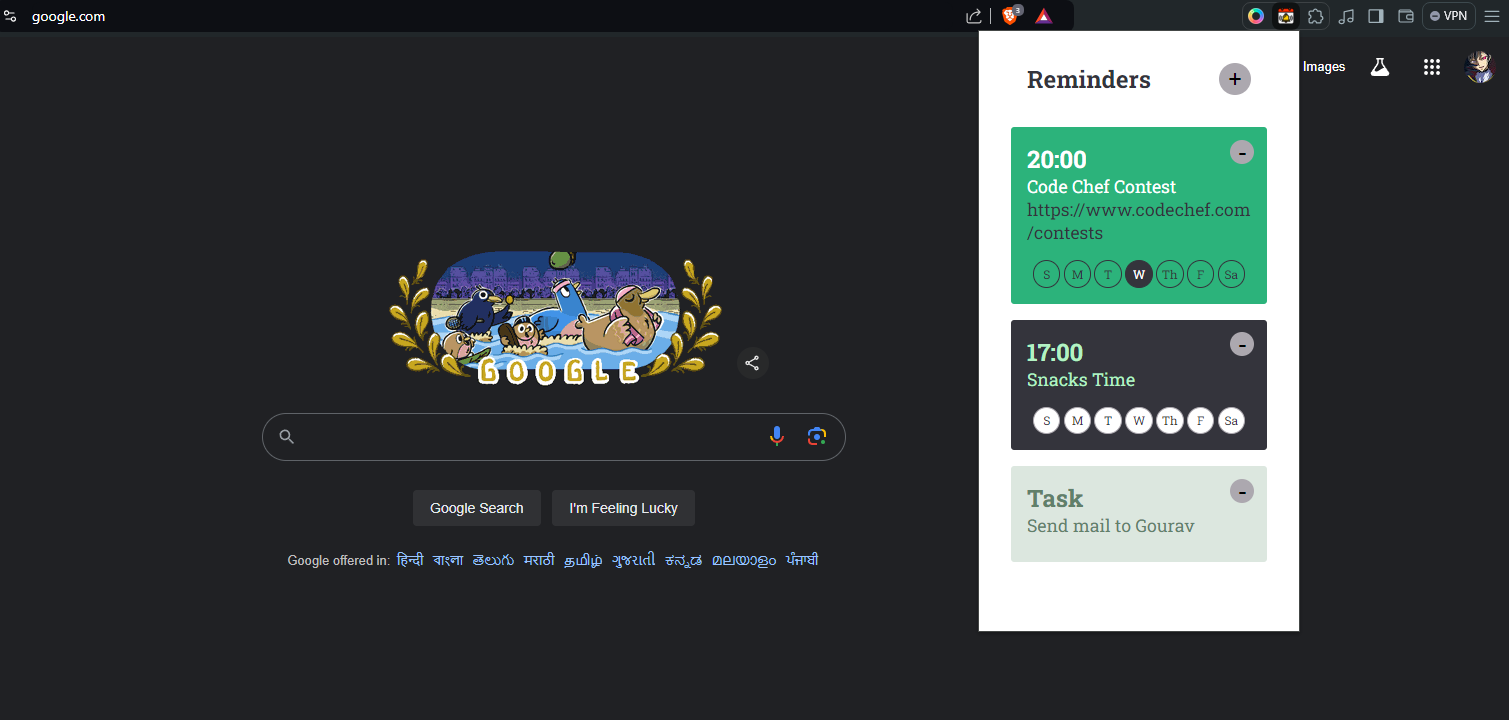 google.com
3
VPN
Images
Reminders
+
20:00
-
Code Chef Contest
https://www.codechef.com
/contests
S M T W Th F Sa
17:00
-
Snacks Time
S M T W Th F Sa
Task
-
Send mail to Gourav
GOOGLE
Google Search
I'm Feeling Lucky
Google offered in: हिन्दी বাংলা తెలుగు मराठी தமிழ் ગુજરાતી ಕನ್ನಡ മലയാളം ਪੰਜਾਬੀ